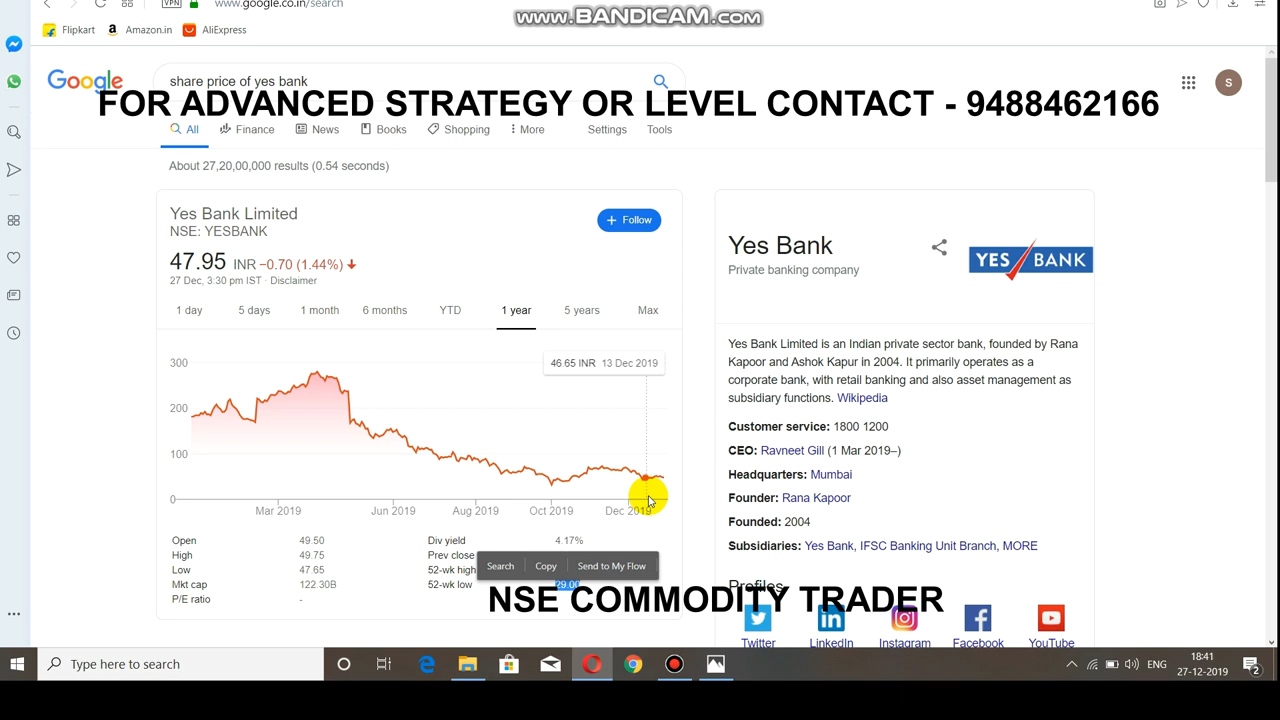 www.BANDICAM.com
VPN www.google.co.in/search
Flipkart Amazon.in AliExpress
Google share price of yes bank
FOR ADVANCED STRATEGY OR LEVEL CONTACT - 9488462166
S
All Finance News Books Shopping More Settings Tools
About 27,20,00,000 results (0.54 seconds)
Yes Bank Limited
NSE: YESBANK
+ Follow
47.95 INR −0.70 (1.44%)
27 Dec, 3:30 pm IST · Disclaimer
1 day 5 days 1 month 6 months YTD 1 year 5 years Max
46.65 INR 13 Dec 2019
300
200
100
0
Mar 2019 Jun 2019 Aug 2019 Oct 2019 Dec 2019
Open 49.50 Div yield 4.17%
High 49.75 Prev close
Low 47.65 52-wk high
Mkt cap 122.30B 52-wk low 29.00
P/E ratio -
Search Copy Send to My Flow
Yes Bank
Private banking company
YES BANK
Yes Bank Limited is an Indian private sector bank, founded by Rana
Kapoor and Ashok Kapur in 2004. It primarily operates as a
corporate bank, with retail banking and also asset management as
subsidiary functions. Wikipedia
Customer service: 1800 1200
CEO: Ravneet Gill (1 Mar 2019–)
Headquarters: Mumbai
Founder: Rana Kapoor
Founded: 2004
Subsidiaries: Yes Bank, IFSC Banking Unit Branch, MORE
Profiles
NSE COMMODITY TRADER
Twitter LinkedIn Instagram Facebook YouTube
Type here to search
ENG
18:41
27-12-2019
2